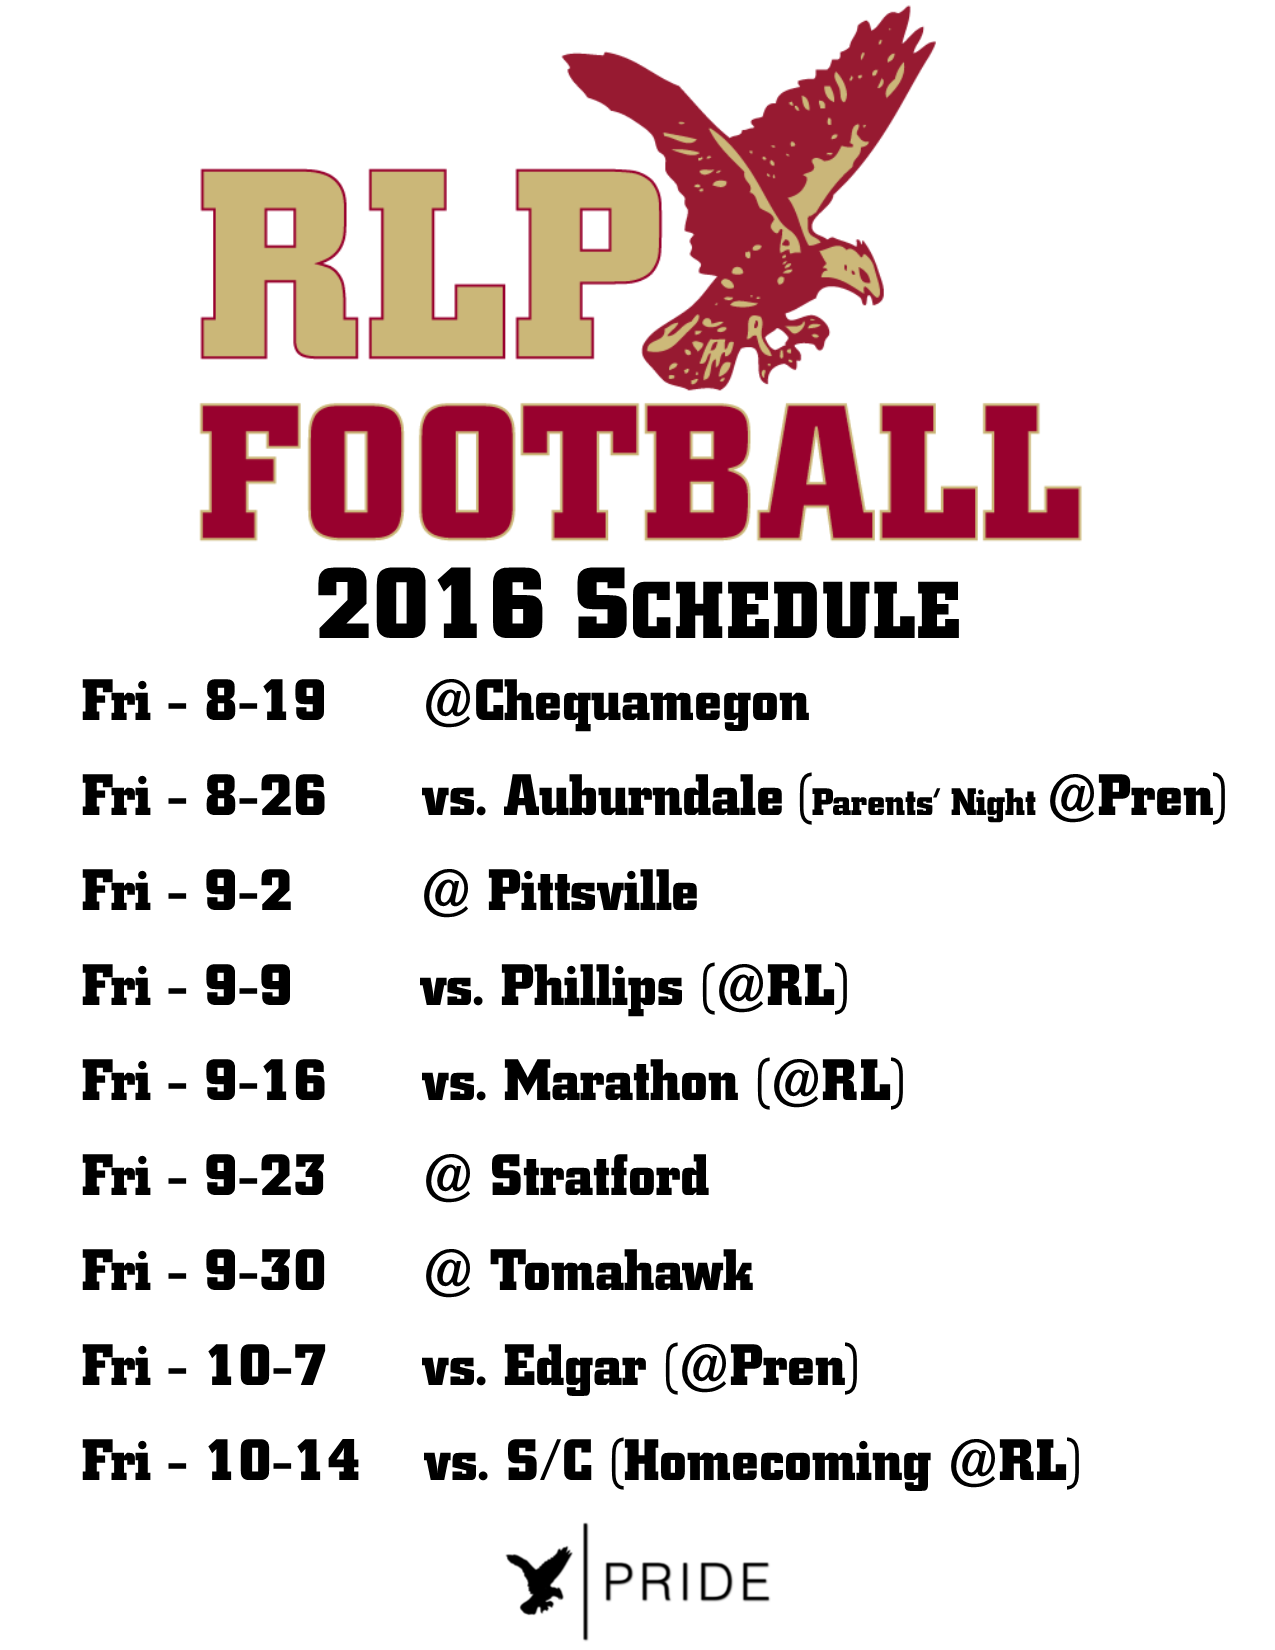 RLP
FOOTBALL
2016 SCHEDULE
Fri - 8-19 @Chequamegon
Fri - 8-26 vs. Auburndale (Parents' Night @Pren)
Fri - 9-2 @ Pittsville
Fri - 9-9 vs. Phillips (@RL)
Fri - 9-16 vs. Marathon (@RL)
Fri - 9-23 @ Stratford
Fri - 9-30 @ Tomahawk
Fri - 10-7 vs. Edgar (@Pren)
Fri - 10-14 vs. S/C (Homecoming @RL)
PRIDE